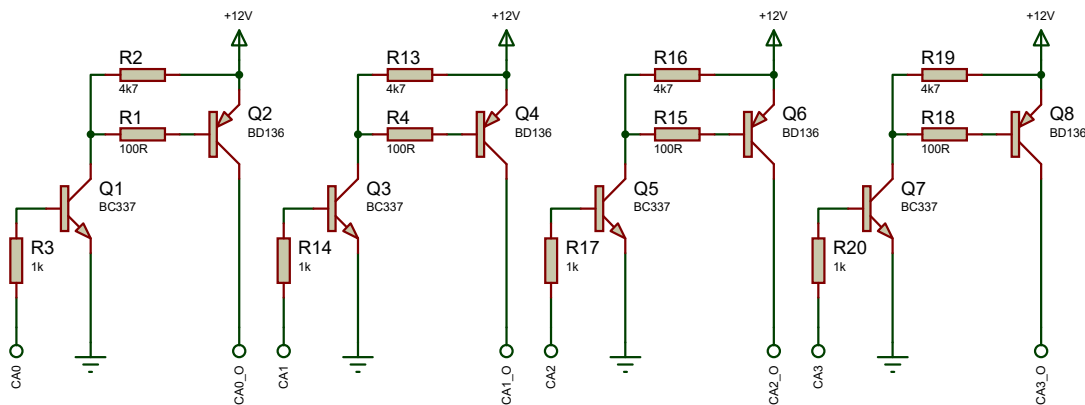 +12V
R2
4k7
Q2
BD136
R1
100R
Q1
BC337
R3
1k
CA0
CA0_O
+12V
R13
4k7
Q4
BD136
R4
100R
Q3
BC337
R14
1k
CA1
CA1_O
+12V
R16
4k7
Q6
BD136
R15
100R
Q5
BC337
R17
1k
CA2
CA2_O
+12V
R19
4k7
Q8
BD136
R18
100R
Q7
BC337
R20
1k
CA3
CA3_O